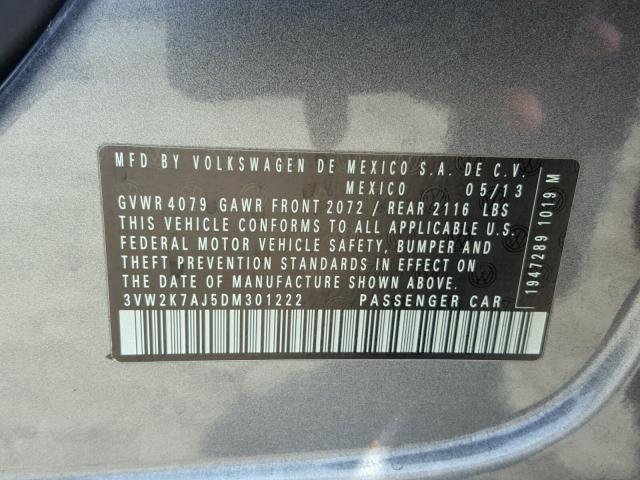 MFD BY VOLKSWAGEN DE MEXICO S.A. DE C.V.
MEXICO 05/13
GVWR 4079 GAWR FRONT 2072 / REAR 2116 LBS
THIS VEHICLE CONFORMS TO ALL APPLICABLE U.S.
FEDERAL MOTOR VEHICLE SAFETY, BUMPER AND
THEFT PREVENTION STANDARDS IN EFFECT ON
THE DATE OF MANUFACTURE SHOWN ABOVE.
3VW2K7AJ5DM301222 PASSENGER CAR
1947289 1019 M